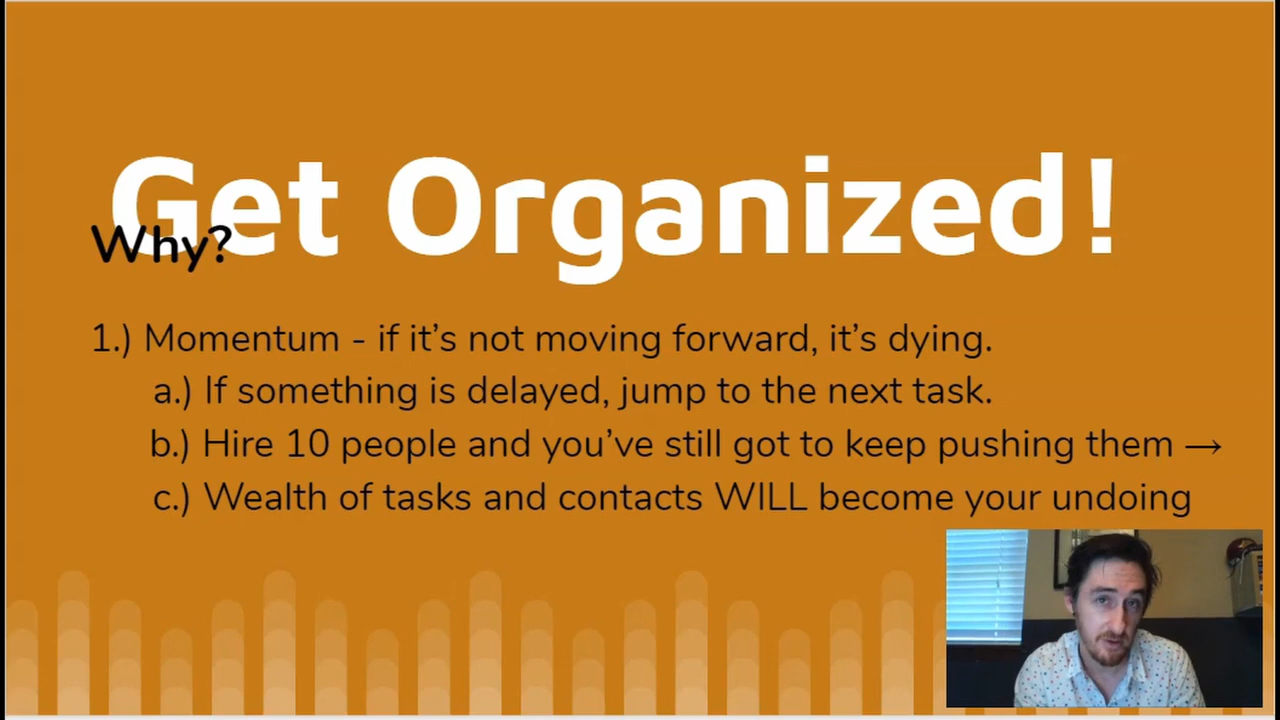 Get Organized!
Why?
1.) Momentum - if it’s not moving forward, it’s dying.
a.) If something is delayed, jump to the next task.
b.) Hire 10 people and you’ve still got to keep pushing them →
c.) Wealth of tasks and contacts WILL become your undoing